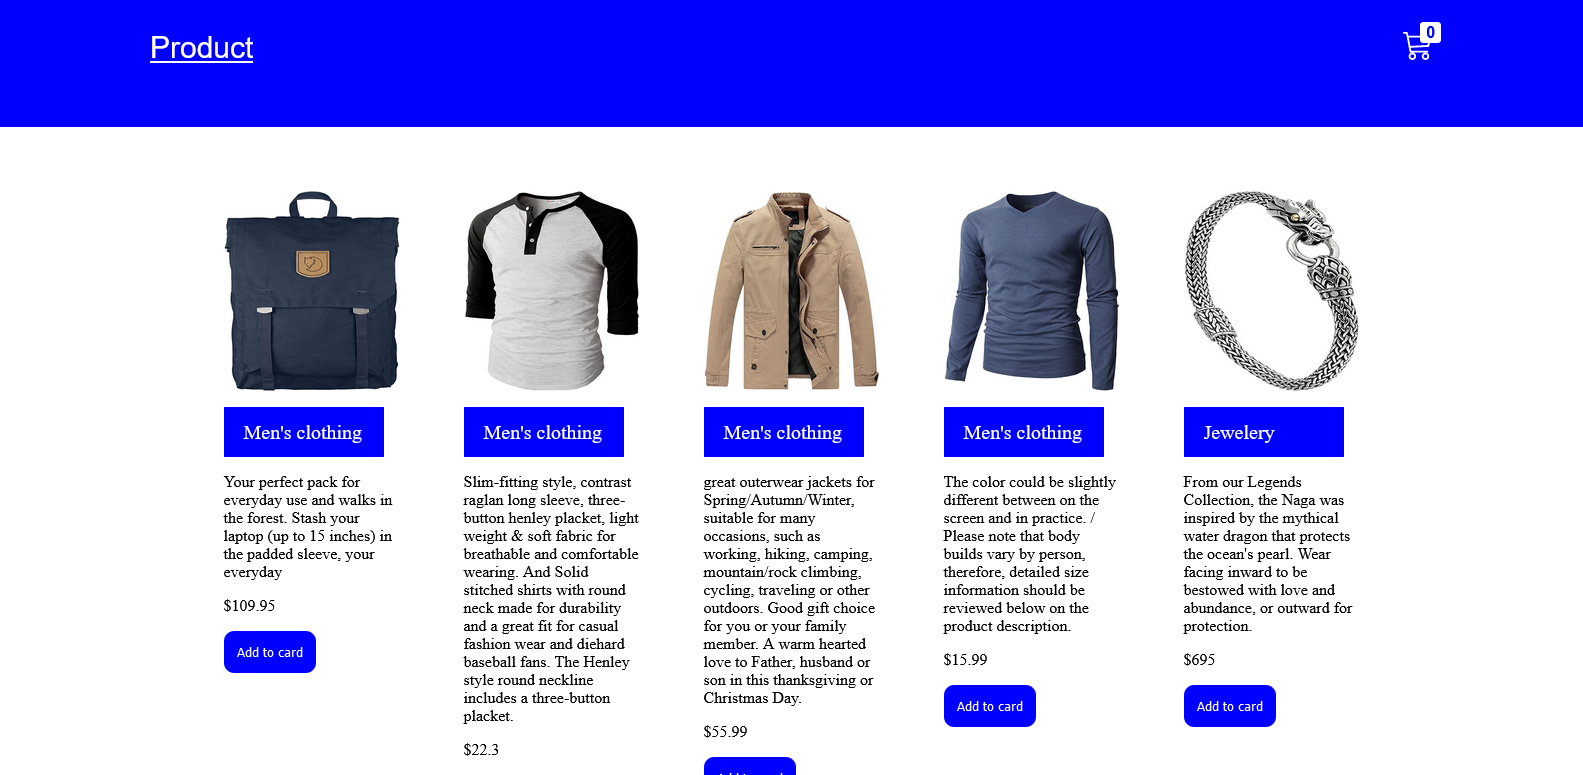 Product
0
Men's clothing
Your perfect pack for
everyday use and walks in
the forest. Stash your
laptop (up to 15 inches) in
the padded sleeve, your
everyday
$109.95
Add to card
Men's clothing
Slim-fitting style, contrast
raglan long sleeve, three-
button henley placket, light
weight & soft fabric for
breathable and comfortable
wearing. And Solid
stitched shirts with round
neck made for durability
and a great fit for casual
fashion wear and diehard
baseball fans. The Henley
style round neckline
includes a three-button
placket.
$22.3
Men's clothing
great outerwear jackets for
Spring/Autumn/Winter,
suitable for many
occasions, such as
working, hiking, camping,
mountain/rock climbing,
cycling, traveling or other
outdoors. Good gift choice
for you or your family
member. A warm hearted
love to Father, husband or
son in this thanksgiving or
Christmas Day.
$55.99
Men's clothing
The color could be slightly
different between on the
screen and in practice. /
Please note that body
builds vary by person,
therefore, detailed size
information should be
reviewed below on the
product description.
$15.99
Add to card
Jewelery
From our Legends
Collection, the Naga was
inspired by the mythical
water dragon that protects
the ocean's pearl. Wear
facing inward to be
bestowed with love and
abundance, or outward for
protection.
$695
Add to card